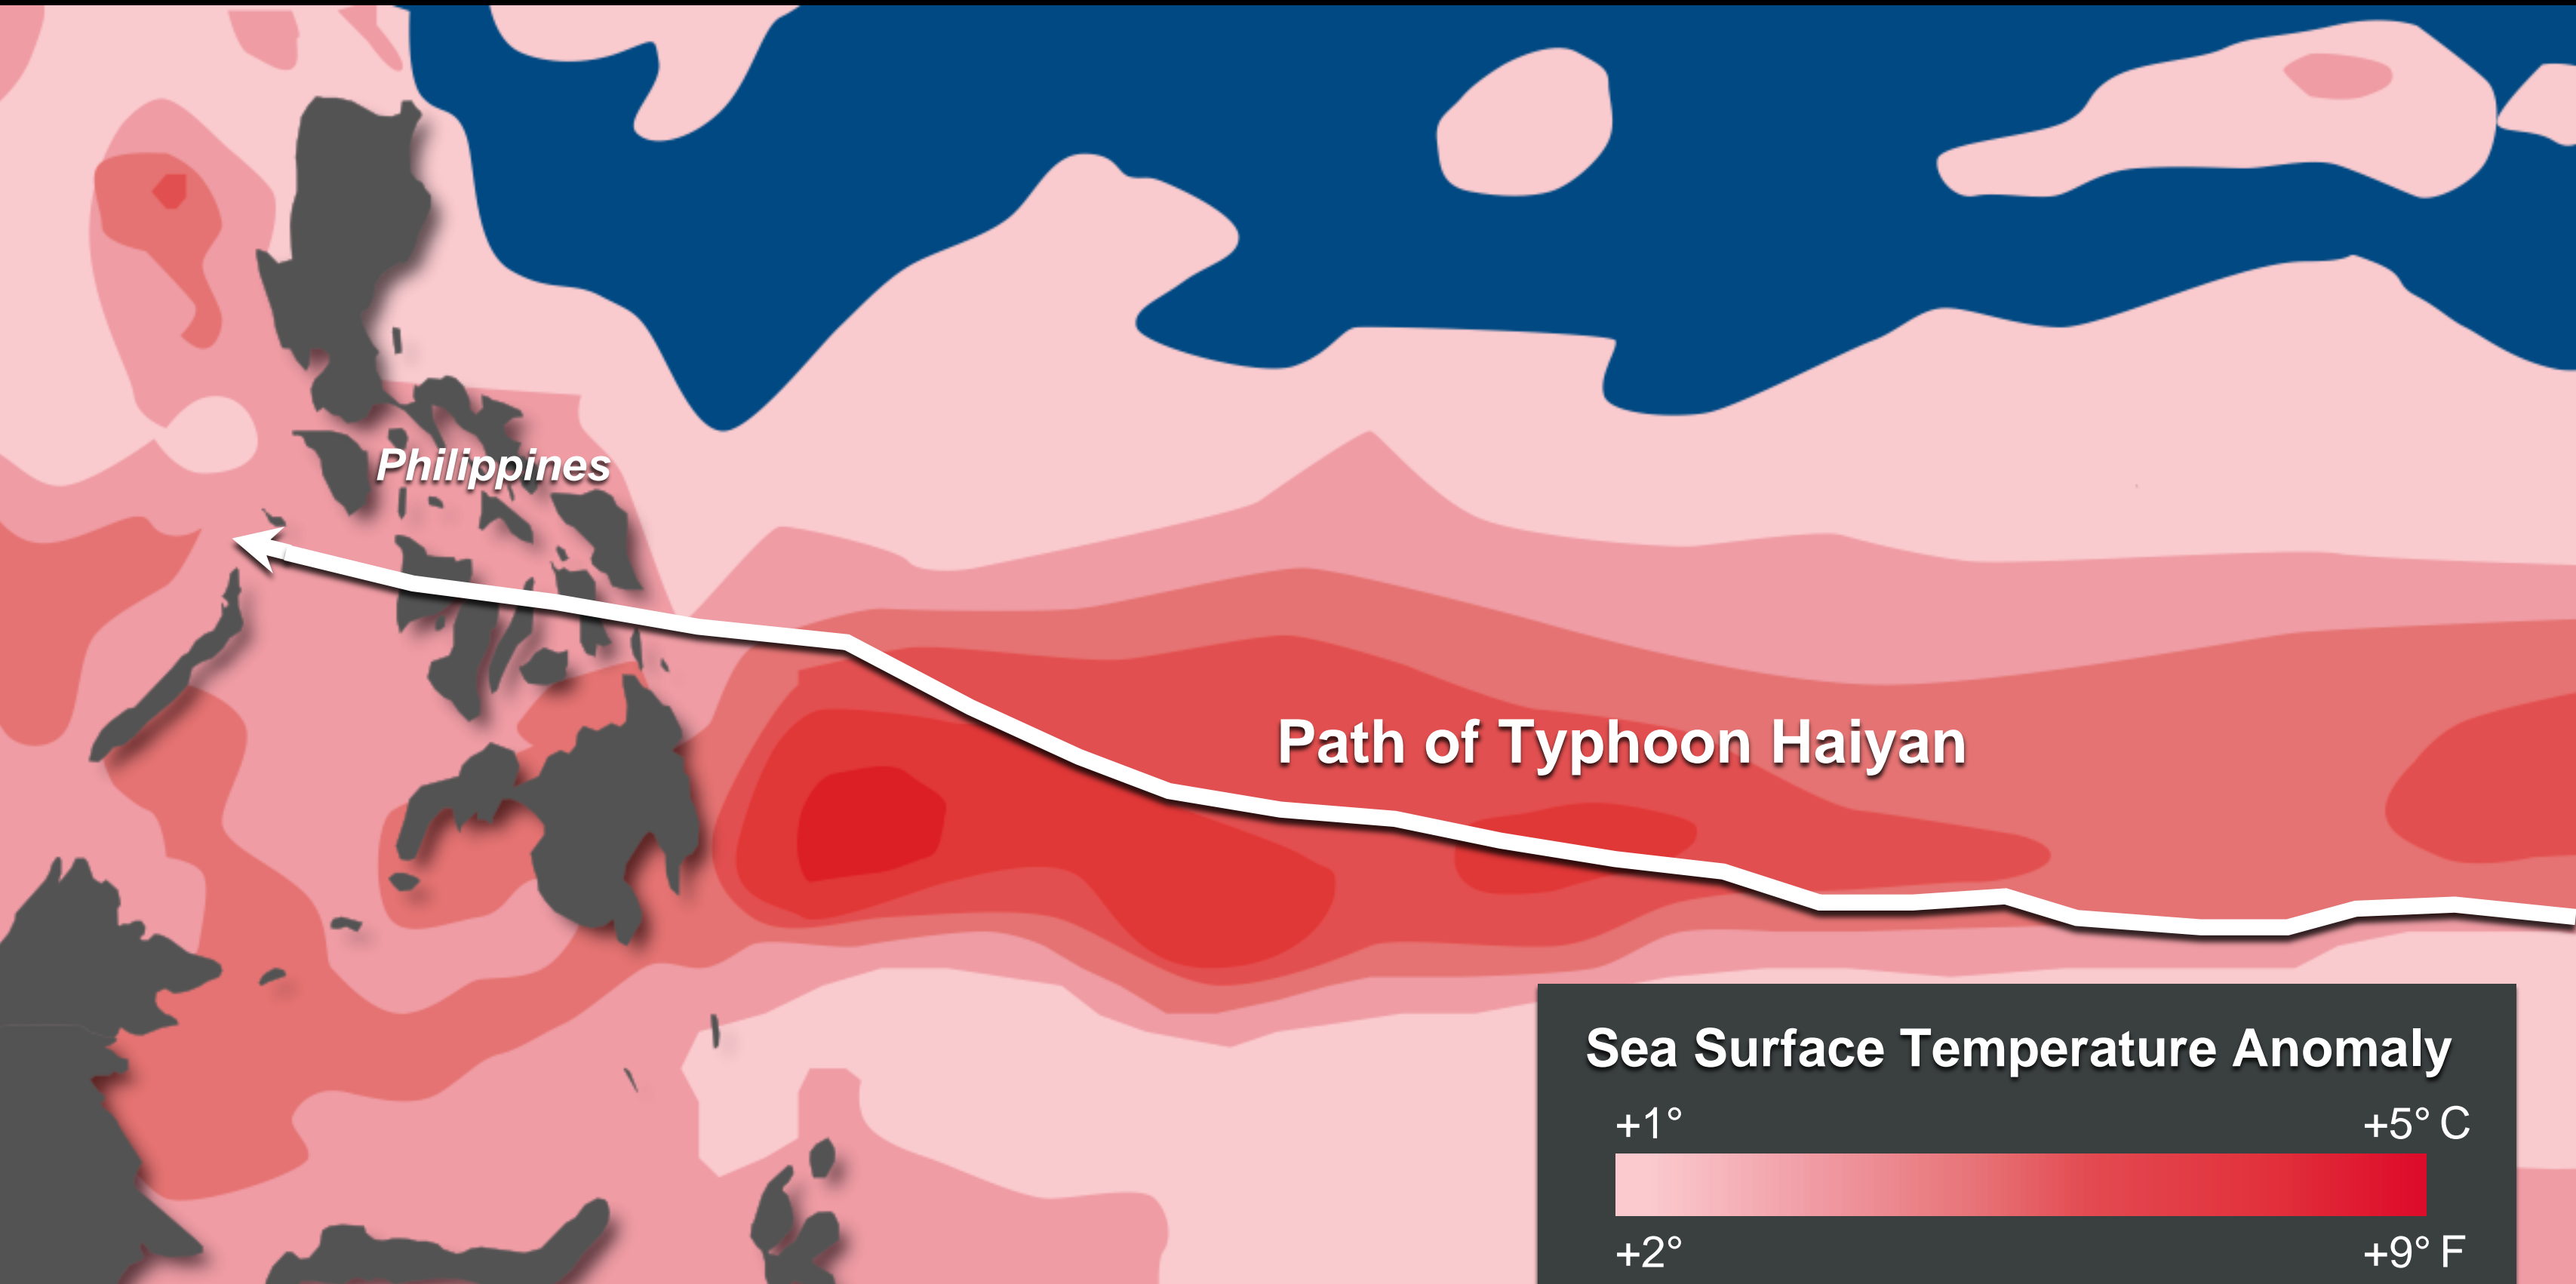 Philippines
Path of Typhoon Haiyan
Sea Surface Temperature Anomaly
+1° +5° C
+2° +9° F